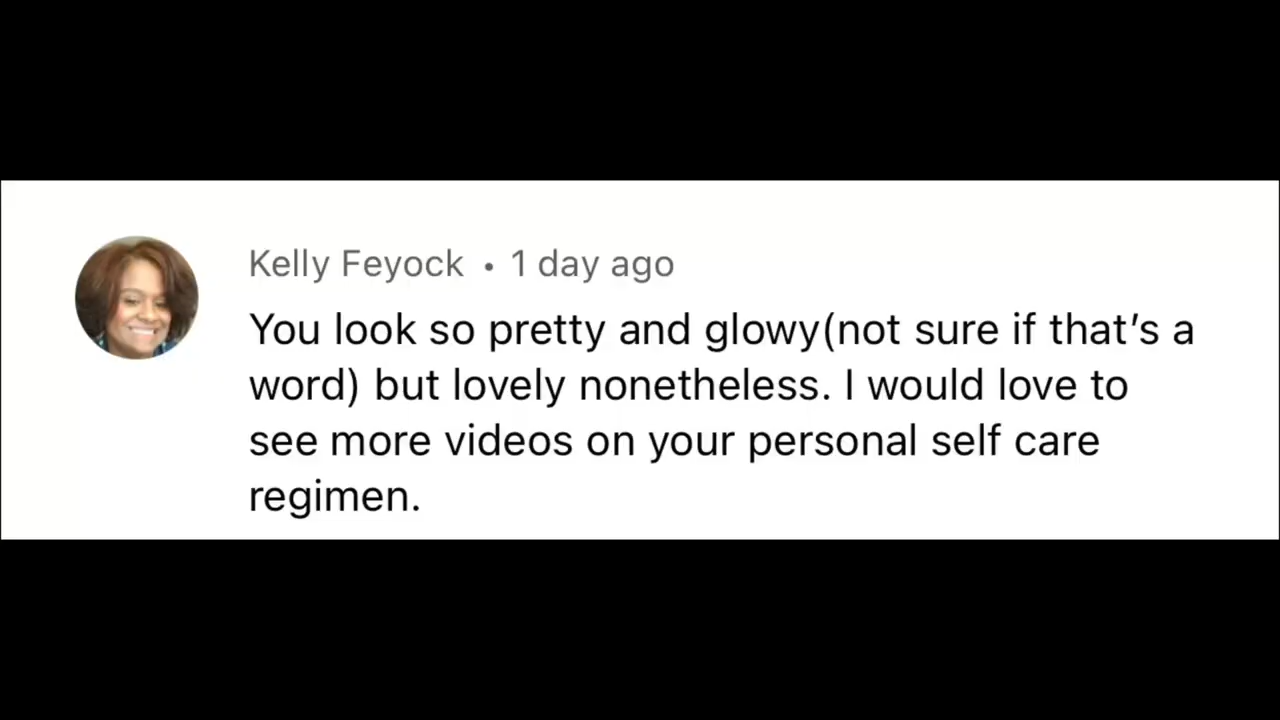 Kelly Feyock • 1 day ago
You look so pretty and glowy(not sure if that’s a
word) but lovely nonetheless. I would love to
see more videos on your personal self care
regimen.